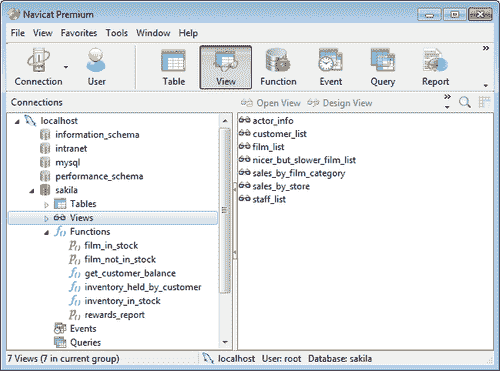 Navicat Premium
File View Favorites Tools Window Help
Connection User Table View Function Event Query Report
Connections
Open View Design View
localhost
information_schema
intranet
mysql
performance_schema
sakila
Tables
Views
Functions
film_in_stock
film_not_in_stock
get_customer_balance
inventory_held_by_customer
inventory_in_stock
rewards_report
Events
Queries
actor_info
customer_list
film_list
nicer_but_slower_film_list
sales_by_film_category
sales_by_store
staff_list
7 Views (7 in current group) localhost User: root Database: sakila